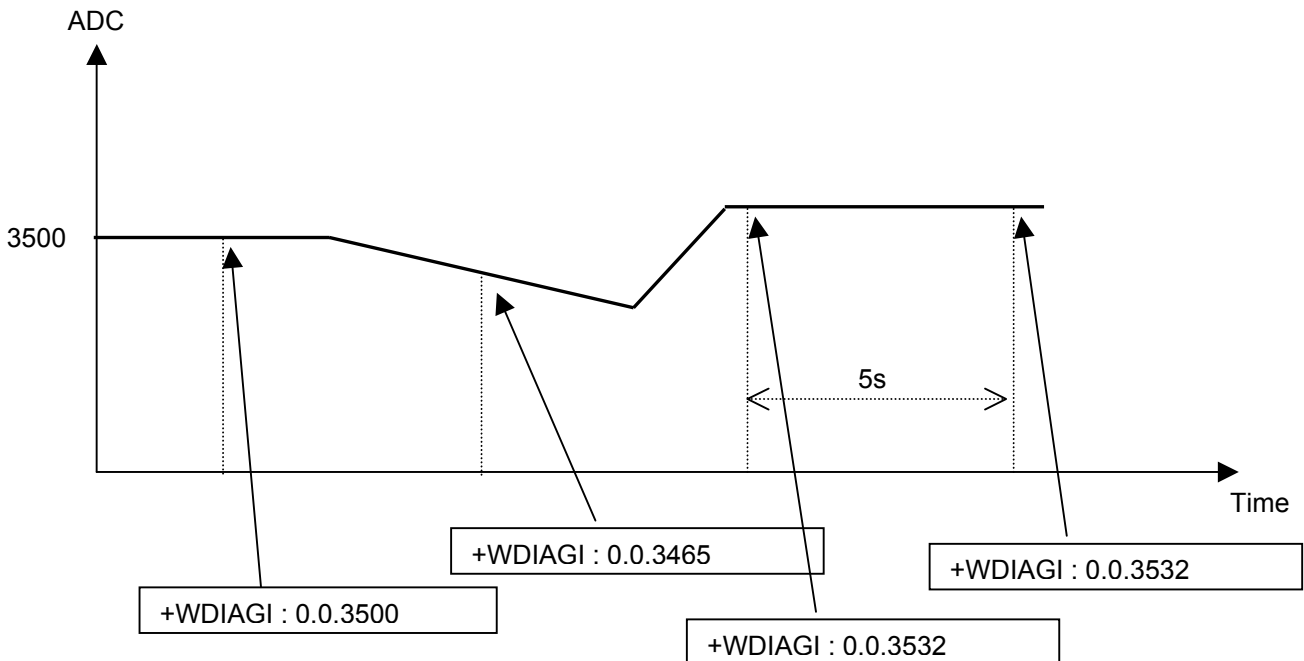 ADC
3500
5s
Time
+WDIAGI : 0.0.3465
+WDIAGI : 0.0.3532
+WDIAGI : 0.0.3500
+WDIAGI : 0.0.3532